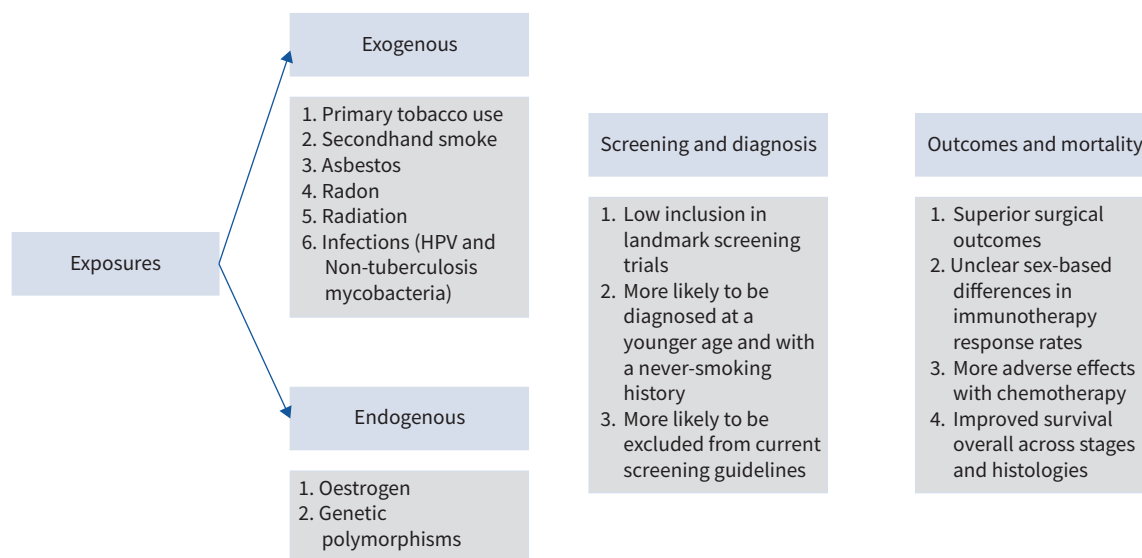 Exposures
Exogenous
1. Primary tobacco use
2. Secondhand smoke
3. Asbestos
4. Radon
5. Radiation
6. Infections (HPV and
Non-tuberculosis
mycobacteria)
Endogenous
1. Oestrogen
2. Genetic
polymorphisms
Screening and diagnosis
1. Low inclusion in
landmark screening
trials
2. More likely to be
diagnosed at a
younger age and with
a never-smoking
history
3. More likely to be
excluded from current
screening guidelines
Outcomes and mortality
1. Superior surgical
outcomes
2. Unclear sex-based
differences in
immunotherapy
response rates
3. More adverse effects
with chemotherapy
4. Improved survival
overall across stages
and histologies